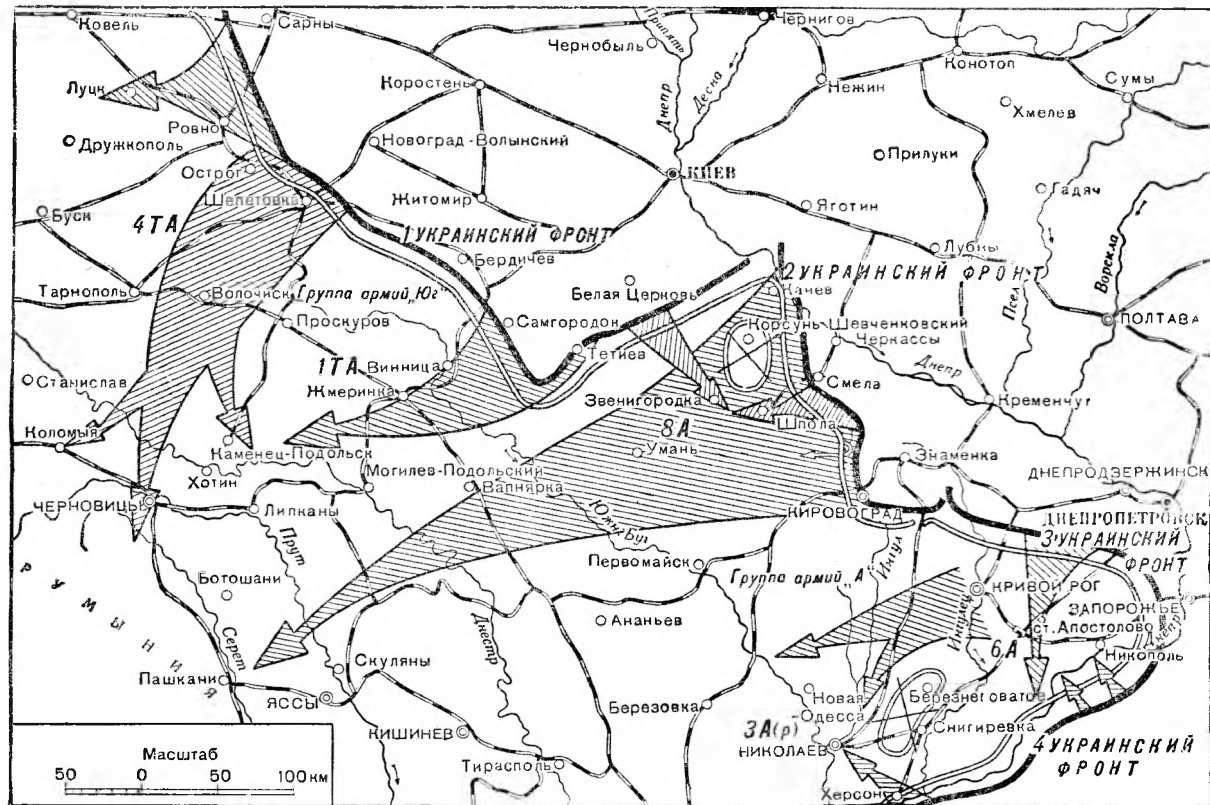 Ковель
Сарны
Припять
Чернигов
Чернобыль
Конотоп
Сумы
Луцк
Коростень
Днепр
Десна
Нежин
Хмелев
Ровно
Дружкополь
Новоград-Волынский
Прилуки
Острог
КИЕВ
Гадяч
Шепетовка
Житомир
Яготин
Буск
4ТА
1 УКРАИНСКИЙ ФРОНТ
Лубны
Ворскла
Бердичев
2 УКРАИНСКИЙ ФРОНТ
Псел
Тарнополь
Волочиск
Группа армий „Юг"
Белая Церковь
Канев
Проскуров
Самгородок
Корсунь-Шевченковский
ПОЛТАВА
Черкассы
Тетиев
1ТА
Винница
Днепр
Станислав
Жмеринка
Смела
Звенигородка
Кременчуг
Шпола
8А
Коломыя
Каменец-Подольск
Умань
Знаменка
Хотин
Могилев-Подольский
Вапнярка
ДНЕПРОДЗЕРЖИНСК
ЧЕРНОВИЦЫ
Липканы
КИРОВОГРАД
ДНЕПРОПЕТРОВСК
Южн. Буг
3 УКРАИНСКИЙ
ФРОНТ
Прут
Ингул
Первомайск
Группа армий „А"
Ботошани
КРИВОЙ РОГ
РУМЫНИЯ
Ингулец
ЗАПОРОЖЬЕ
Ананьев
ст. Апостолово
Днепр
Серет
Днестр
6А
Никополь
Скуляны
Пашкани
Новая
Одесса
Березнеговатое
ЯССЫ
Березовка
Снигиревка
КИШИНЕВ
3А(р)
НИКОЛАЕВ
4 УКРАИНСКИЙ
ФРОНТ
Тирасполь
Херсон
Масштаб
50 0 50 100 км